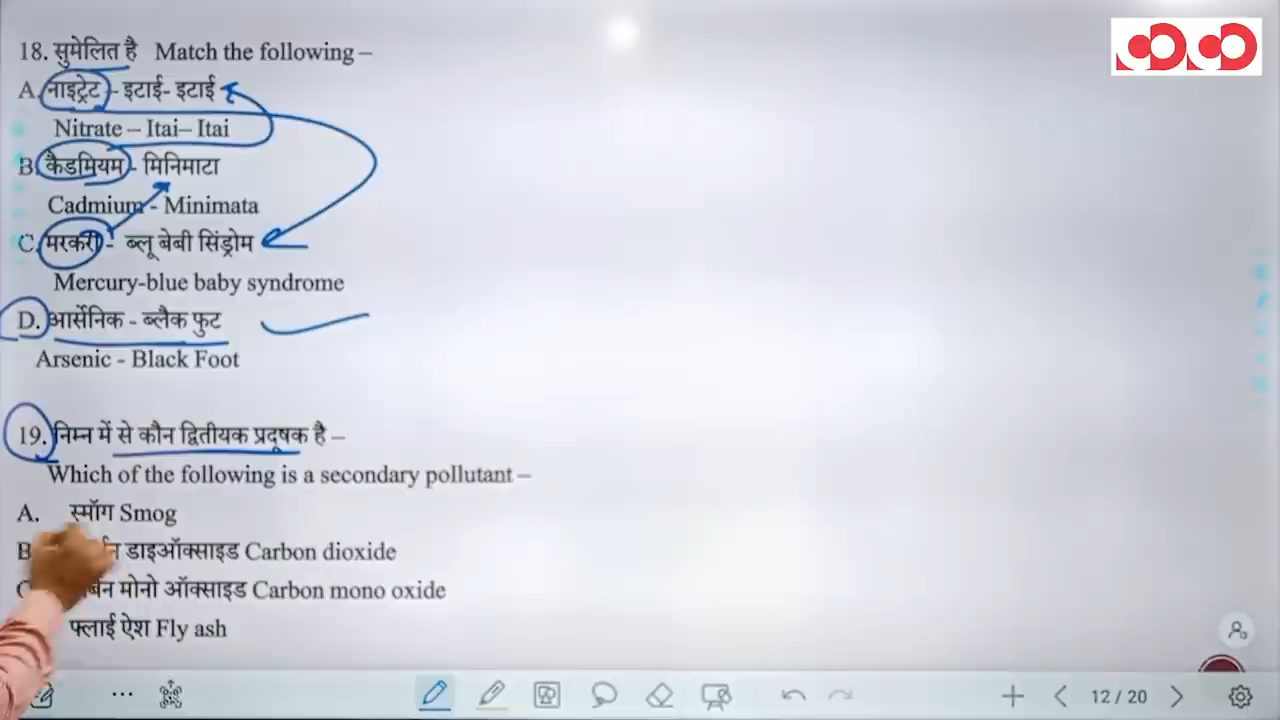 18. सुमेलित है Match the following –
A. नाइट्रेट - इटाई- इटाई
Nitrate – Itai– Itai
B. कैडमियम - मिनिमाटा
Cadmium - Minimata
C. मरकरी - ब्लू बेबी सिंड्रोम
Mercury-blue baby syndrome
D. आर्सेनिक - ब्लैक फुट
Arsenic - Black Foot
19. निम्न में से कौन द्वितीयक प्रदूषक है –
Which of the following is a secondary pollutant –
A. स्मॉग Smog
B डाइऑक्साइड Carbon dioxide
मोनो ऑक्साइड Carbon mono oxide
फ्लाई ऐश Fly ash
12 / 20